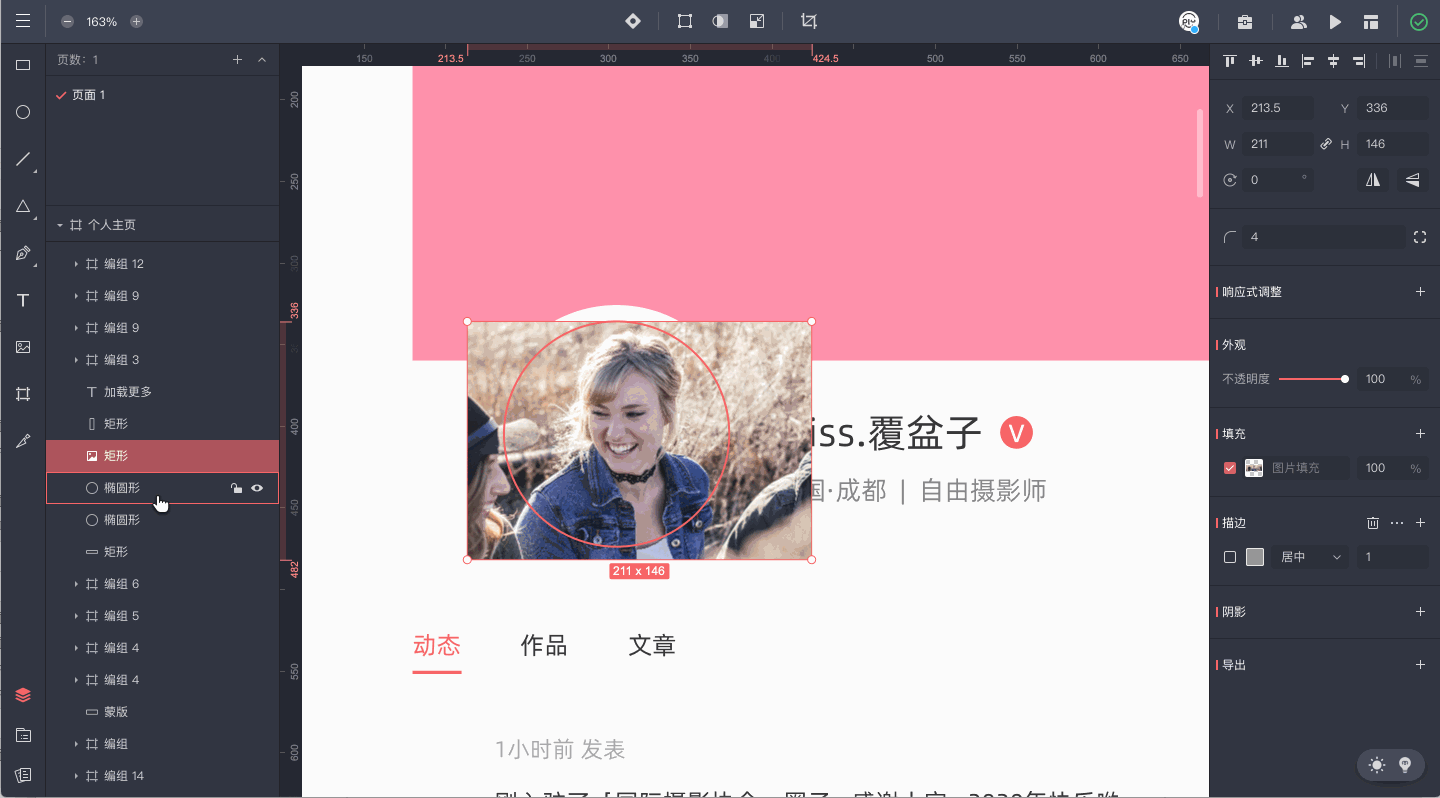 163%
页数: 1
页面 1
个人主页
编组 12
编组 9
编组 9
编组 3
加载更多
矩形
矩形
椭圆形
椭圆形
矩形
编组 6
编组 5
编组 4
编组 4
蒙版
编组
编组 14
150
213.5
250
300
350
400
424.5
500
550
600
650
200
250
300
336
400
450
482
550
600
iss.覆盆子
V
国·成都 | 自由摄影师
211 x 146
动态
作品
文章
1小时前 发表
X 213.5
Y 336
W 211
H 146
0 °
4
响应式调整
外观
不透明度 100 %
填充
图片填充 100 %
描边
居中 1
阴影
导出